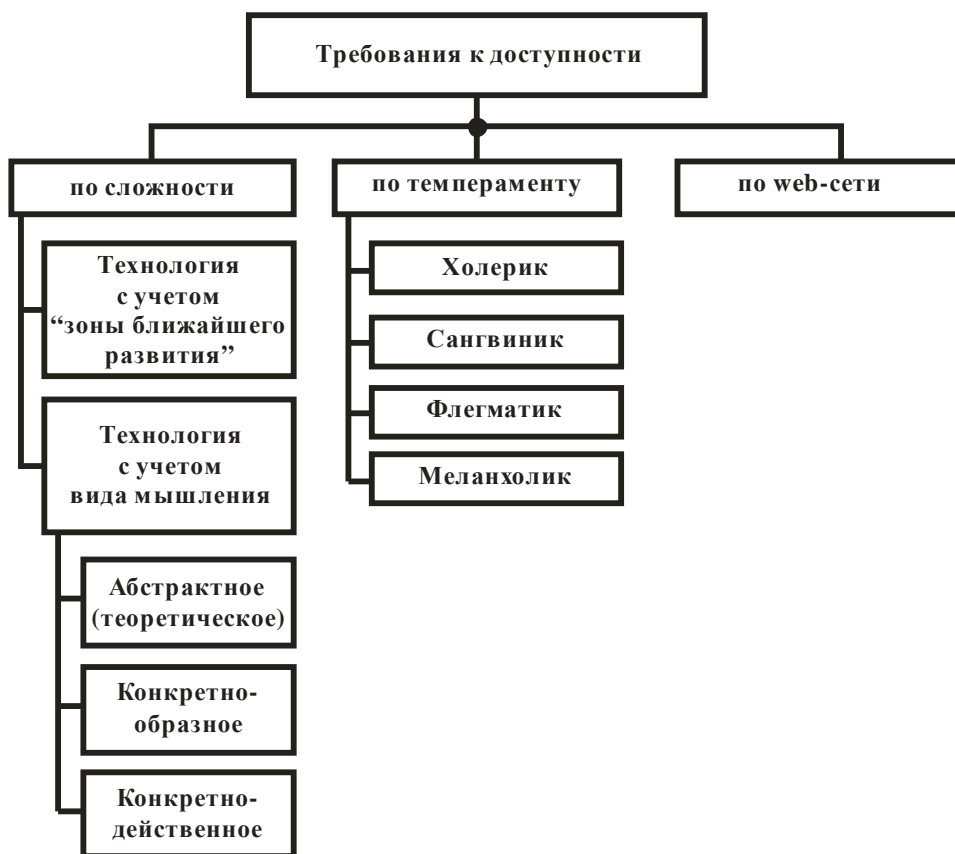 Требования к доступности
по сложности
по темпераменту
по web-сети
Технология
с учетом
“зоны ближайшего
развития”
Технология
с учетом
вида мышления
Абстрактное
(теоретическое)
Конкретно-
образное
Конкретно-
действенное
Холерик
Сангвиник
Флегматик
Меланхолик